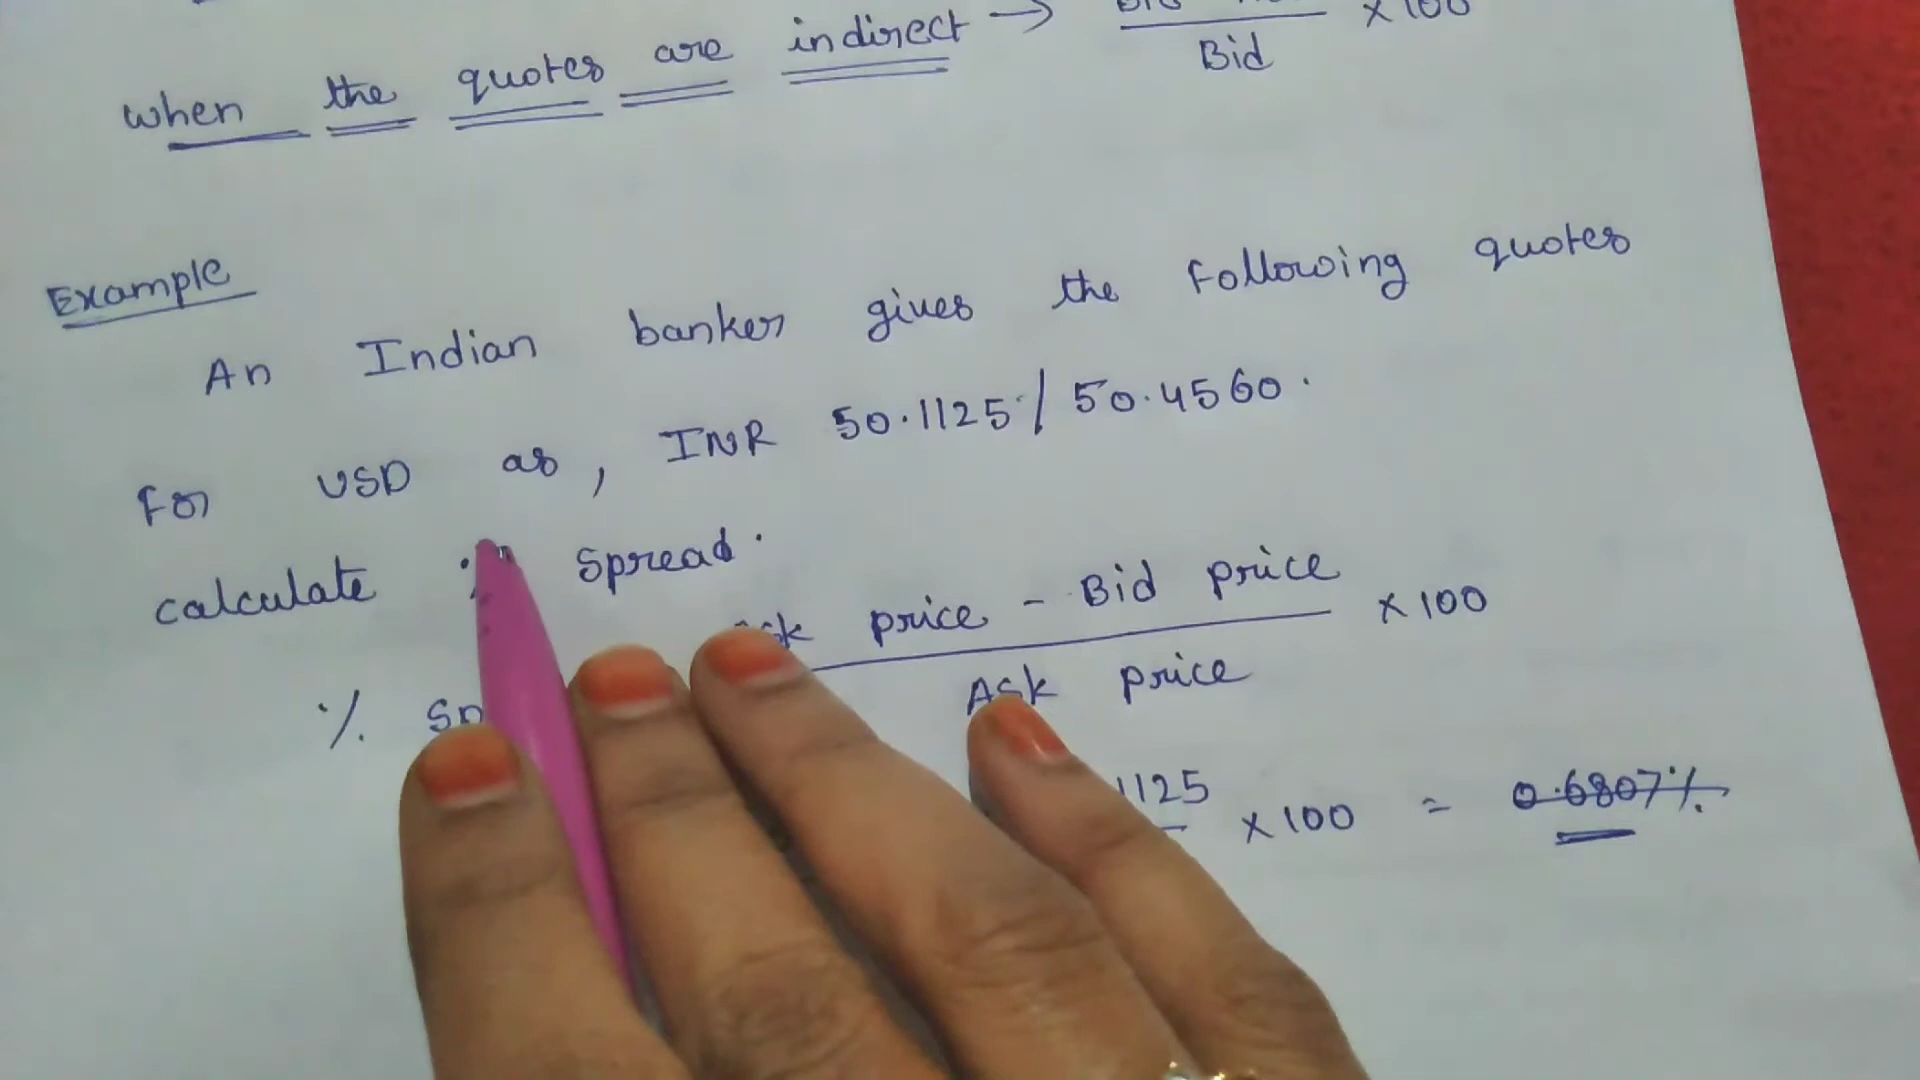 when the quotes are indirect → Bid × 100
Example
An Indian banker gives the following quotes
for USD as, INR 50.1125 / 50.4560.
calculate spread.
price - Bid price × 100
Ask price
%
1125 × 100 = 0.6807%